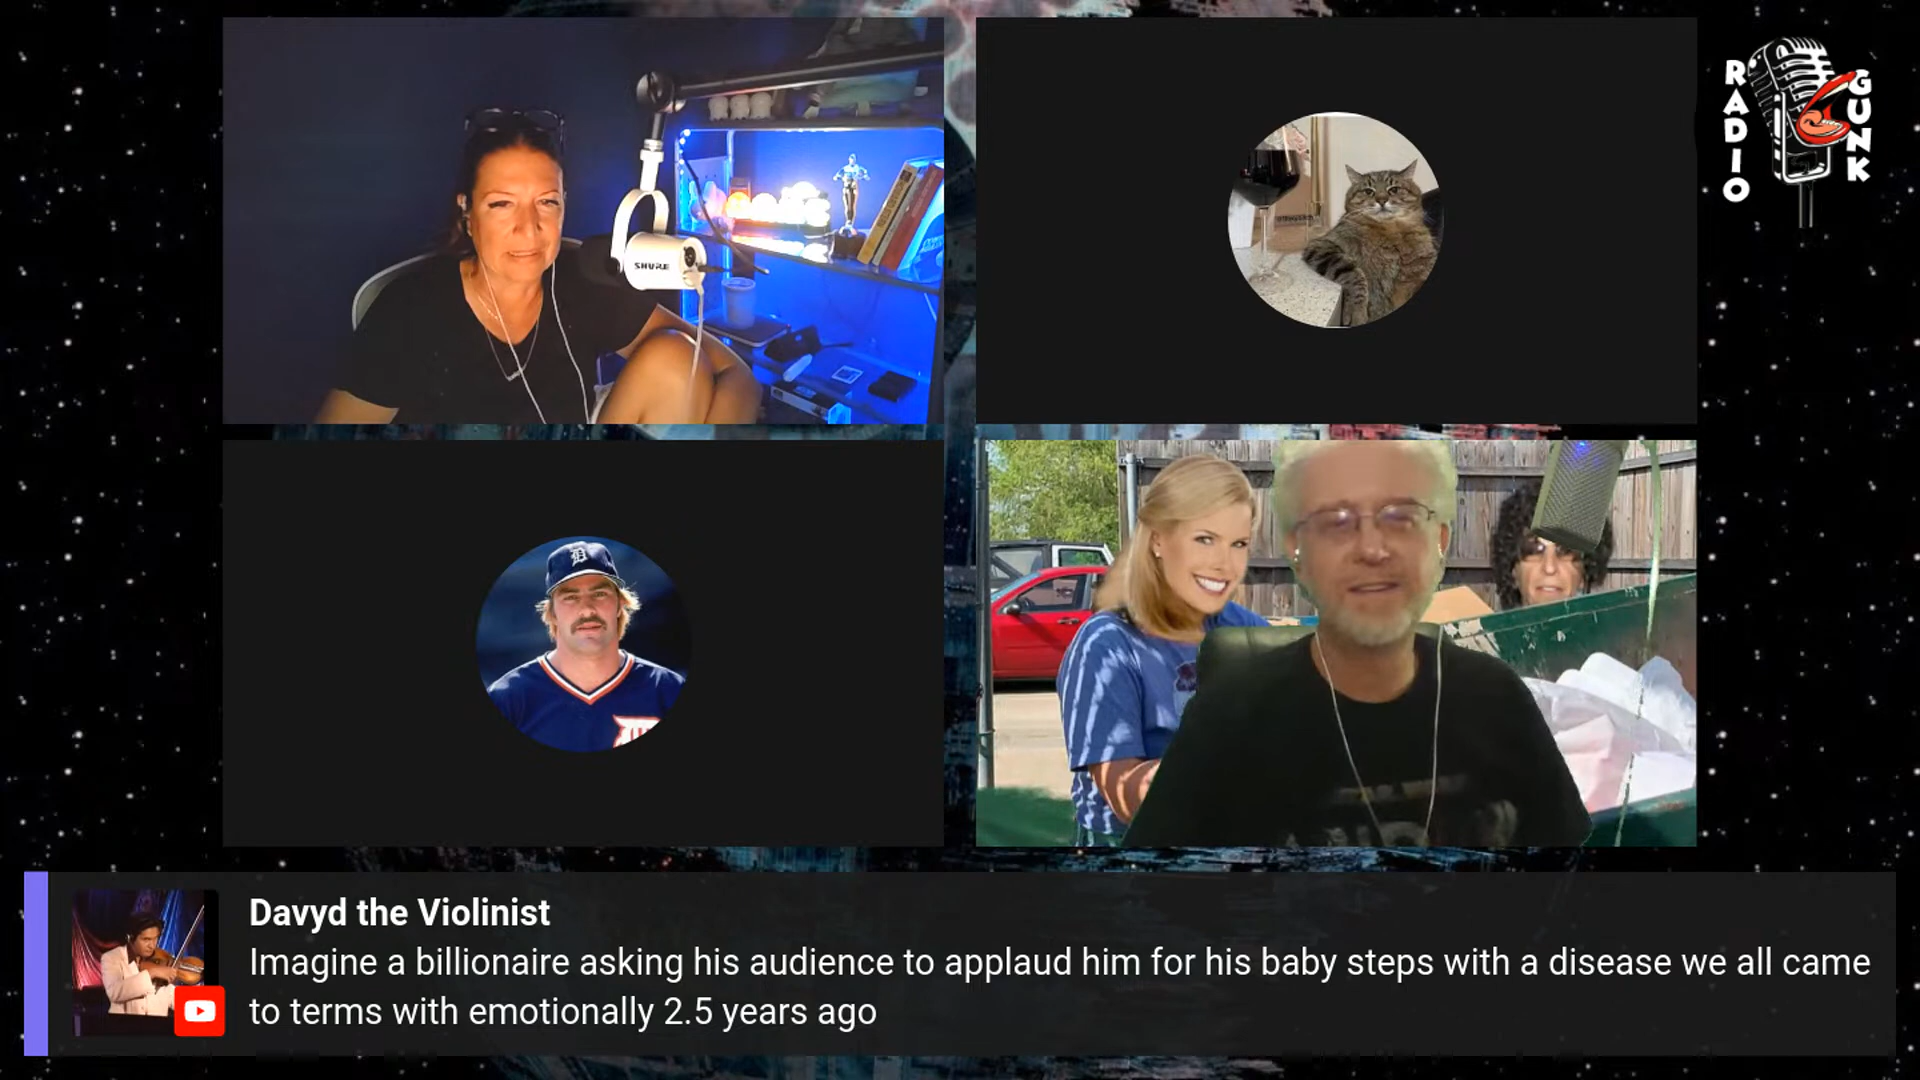 RADIO
GUNK
SHURE
D
Davyd the Violinist
Imagine a billionaire asking his audience to applaud him for his baby steps with a disease we all came
to terms with emotionally 2.5 years ago